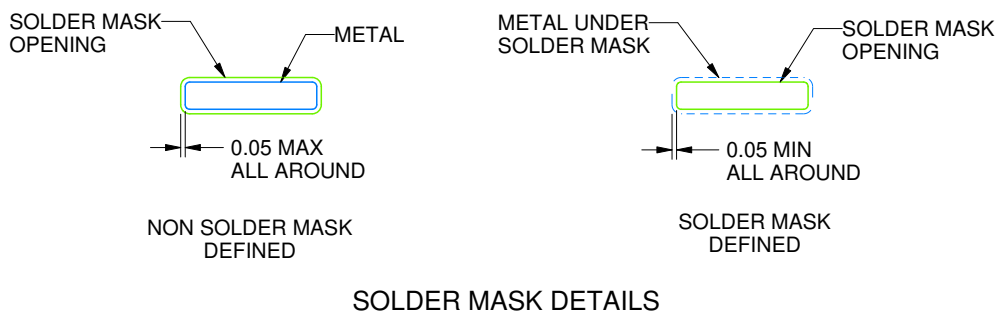 SOLDER MASK
OPENING
METAL
0.05 MAX
ALL AROUND
NON SOLDER MASK
DEFINED
METAL UNDER
SOLDER MASK
SOLDER MASK
OPENING
0.05 MIN
ALL AROUND
SOLDER MASK
DEFINED
SOLDER MASK DETAILS